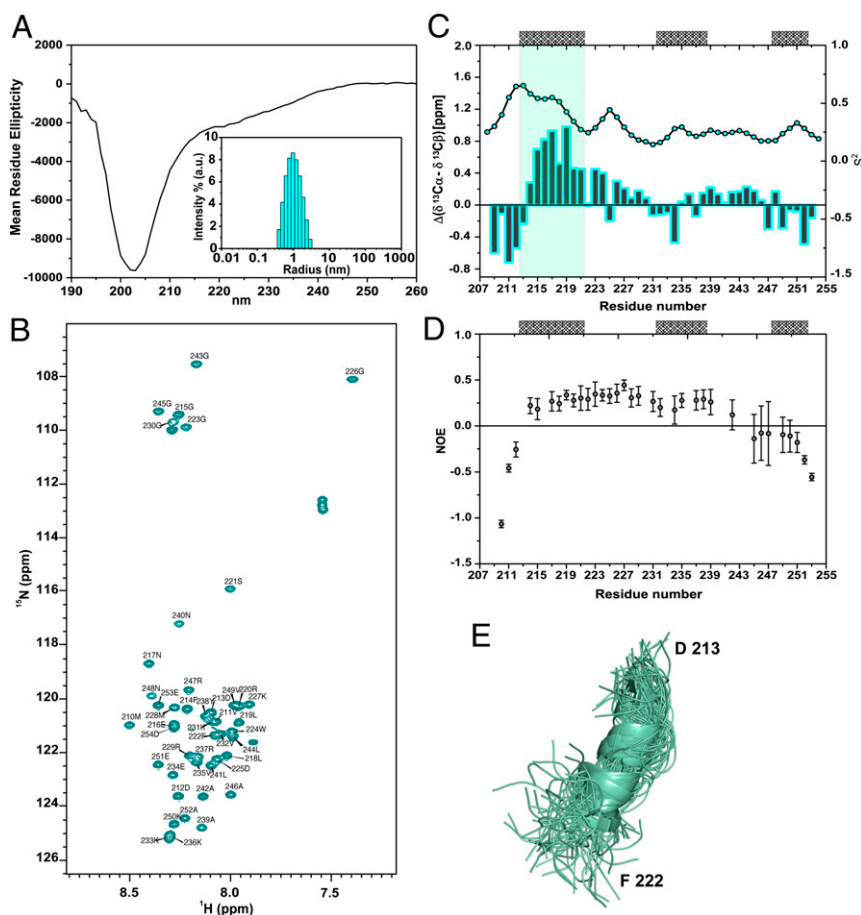 A
2000
0
-2000
-4000
-6000
-8000
-10000
Mean Residue Ellipticity
190 200 210 220 230 240 250 260
nm
10
8
6
4
2
0
Intensity % (a.u.)
0.01 0.1 1 10 100 1000
Radius (nm)
B
108
110
112
114
116
118
120
122
124
126
15N (ppm)
8.5 8.0 7.5
1H (ppm)
243G
226G
245G
215G
230G
223G
221S
240N
217N
247R
248N
253E
214F
238Y
213D
249V
220R
227K
210M
228M
211V
216E
231K
219L
254D
222F
232V
224W
244L
229R
237R
218L
251E
234E
235V
241L
225D
212D
242A
246A
250K
252A
239A
233K
236K
C
2.0
1.6
1.2
0.8
0.4
0.0
-0.4
-0.8
Δ(δ 13Cα - δ 13Cβ)[ppm]
1.0
0.5
0.0
-0.5
-1.0
S2
207 211 215 219 223 227 231 235 239 243 247 251 255
Residue number
D
1.0
0.5
0.0
-0.5
-1.0
-1.5
NOE
207 211 215 219 223 227 231 235 239 243 247 251 255
Residue number
E
D 213
F 222